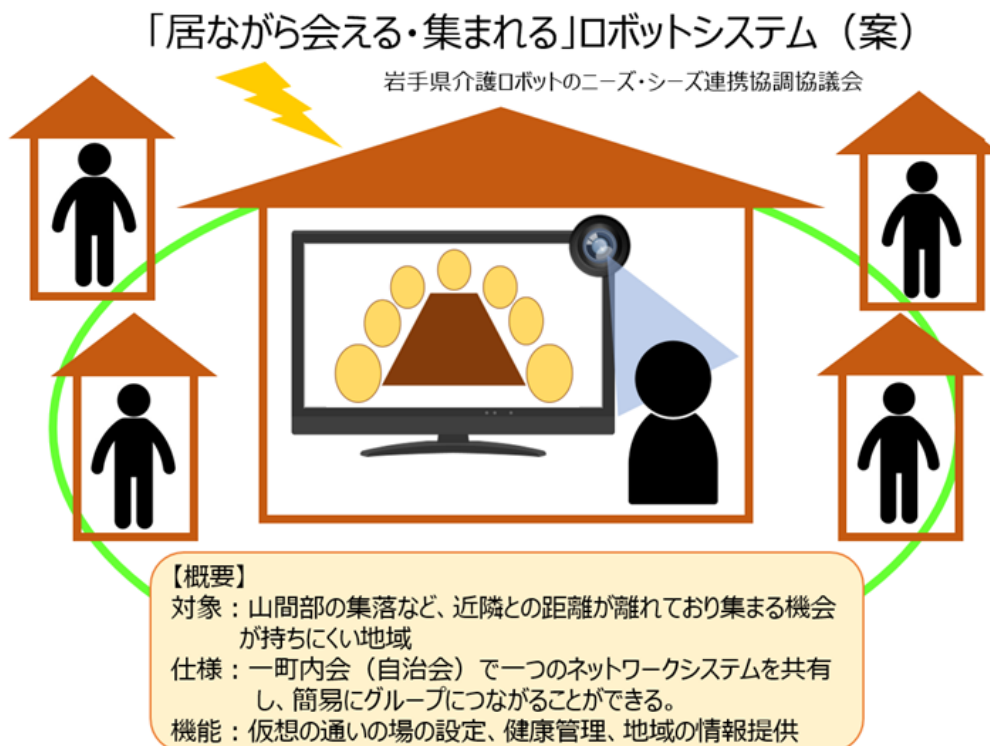 「居ながら会える・集まれる」ロボットシステム（案）
岩手県介護ロボットのニーズ・シーズ連携協調協議会
【概要】
対象：山間部の集落など、近隣との距離が離れており集まる機会
が持ちにくい地域
仕様：一町内会（自治会）で一つのネットワークシステムを共有
し、簡易にグループにつながることができる。
機能：仮想の通いの場の設定、健康管理、地域の情報提供